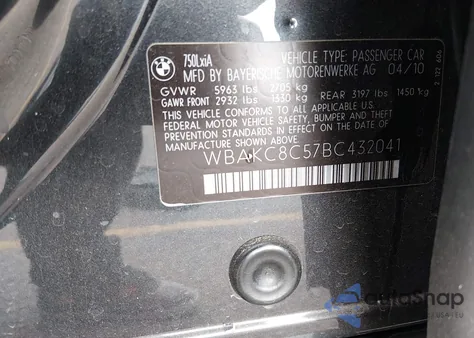 BMW
750LxiA
VEHICLE TYPE: PASSENGER CAR
MFD BY BAYERISCHE MOTORENWERKE AG 04/10
GVWR 5963 lbs 2705 kg
GAWR FRONT 2932 lbs 1330 kg REAR 3197 lbs 1450 kg
THIS VEHICLE CONFORMS TO ALL APPLICABLE U.S.
FEDERAL MOTOR VEHICLE SAFETY, BUMPER AND THEFT
PREVENTION STANDARDS IN EFFECT ON THE DATE OF
MANUFACTURE SHOWN ABOVE.
WBAKC8C57BC432041
AutaSnap